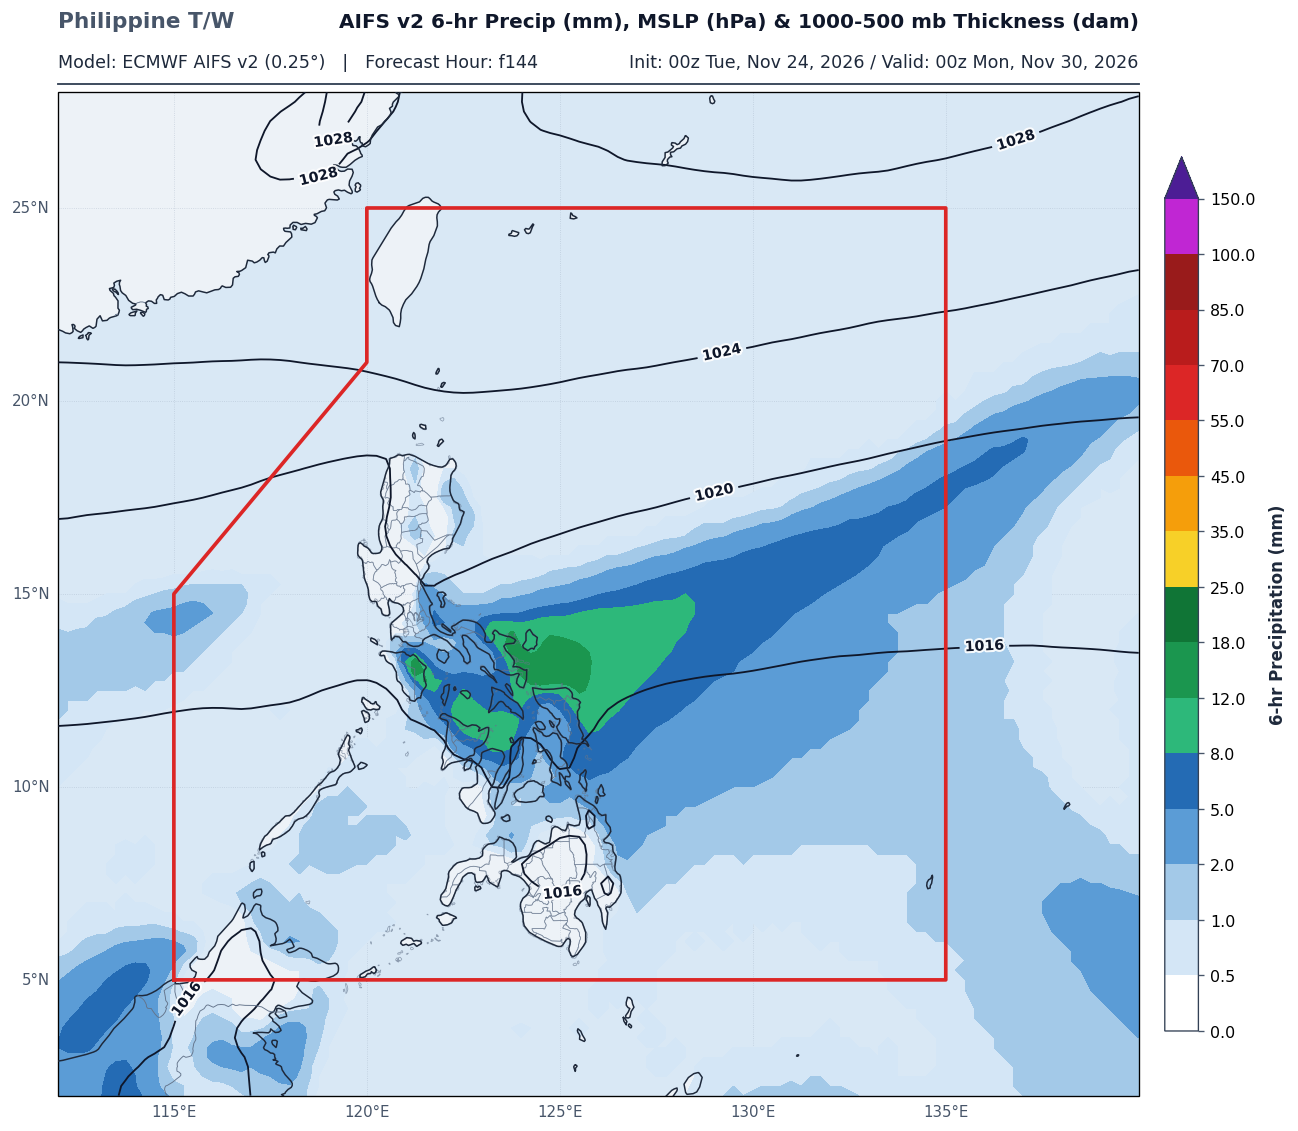 Philippine T/W
AIFS v2 6-hr Precip (mm), MSLP (hPa) & 1000-500 mb Thickness (dam)
Model: ECMWF AIFS v2 (0.25°) | Forecast Hour: f144
Init: 00z Tue, Nov 24, 2026 / Valid: 00z Mon, Nov 30, 2026
1028
1028
1028
1024
1020
1016
1016
1016
25°N
20°N
15°N
10°N
5°N
115°E
120°E
125°E
130°E
135°E
150.0
100.0
85.0
70.0
55.0
45.0
35.0
25.0
18.0
12.0
8.0
5.0
2.0
1.0
0.5
0.0
6-hr Precipitation (mm)